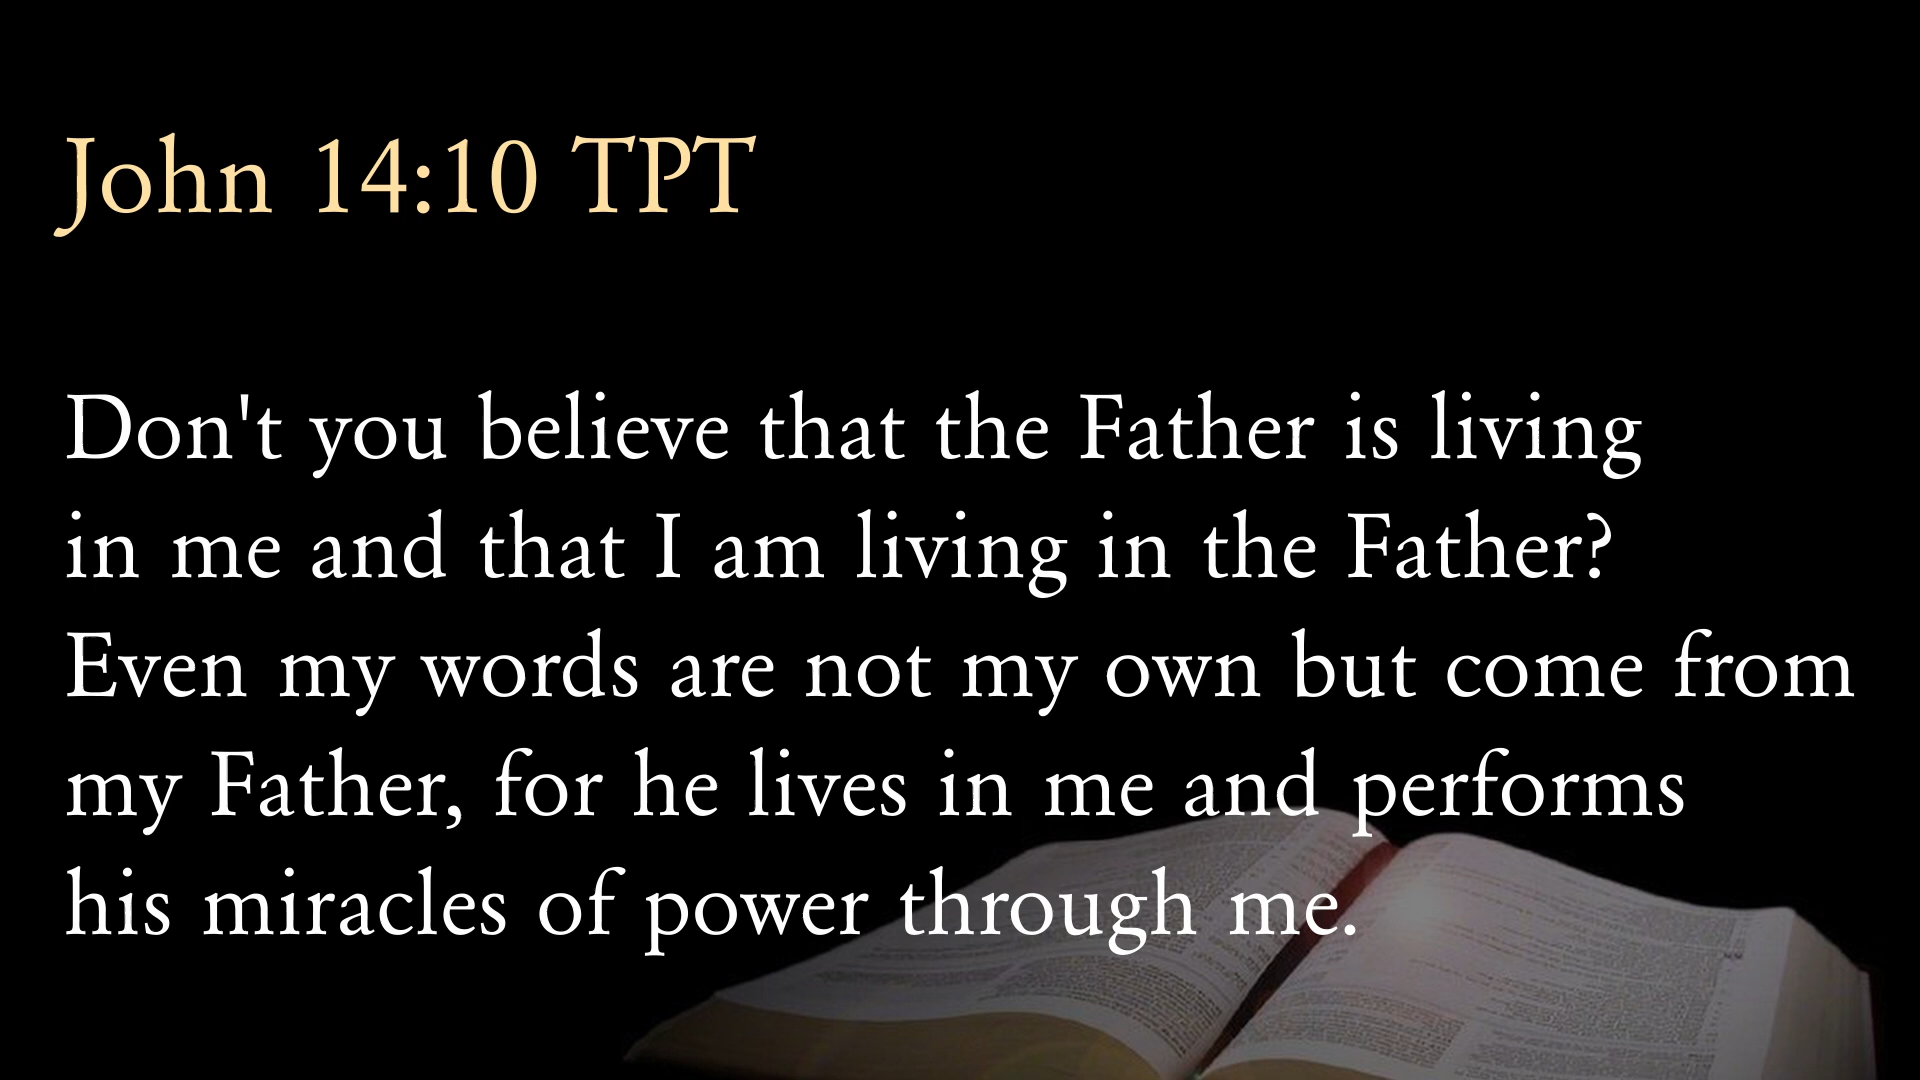 John 14:10 TPT
Don't you believe that the Father is living
in me and that I am living in the Father?
Even my words are not my own but come from
my Father, for he lives in me and performs
his miracles of power through me.